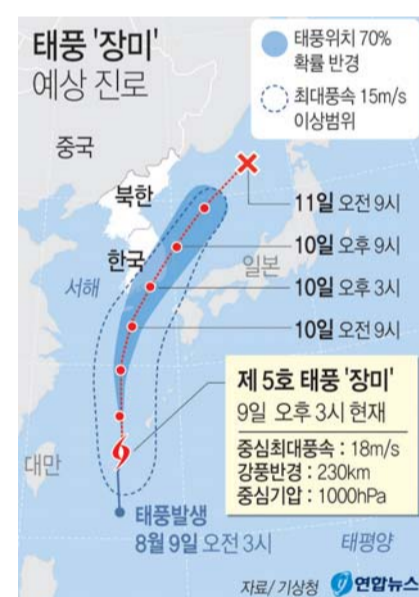 태풍 '장미'
예상 진로
태풍위치 70%
확률 반경
최대풍속 15m/s
이상범위
중국
북한
한국
서해
일본
11일 오전 9시
10일 오후 9시
10일 오후 3시
10일 오전 9시
제 5호 태풍 '장미'
9일 오후 3시 현재
중심최대풍속 : 18m/s
강풍반경 : 230km
중심기압 : 1000hPa
대만
태풍발생
8월 9일 오전 3시
태평양
자료/ 기상청
연합뉴스